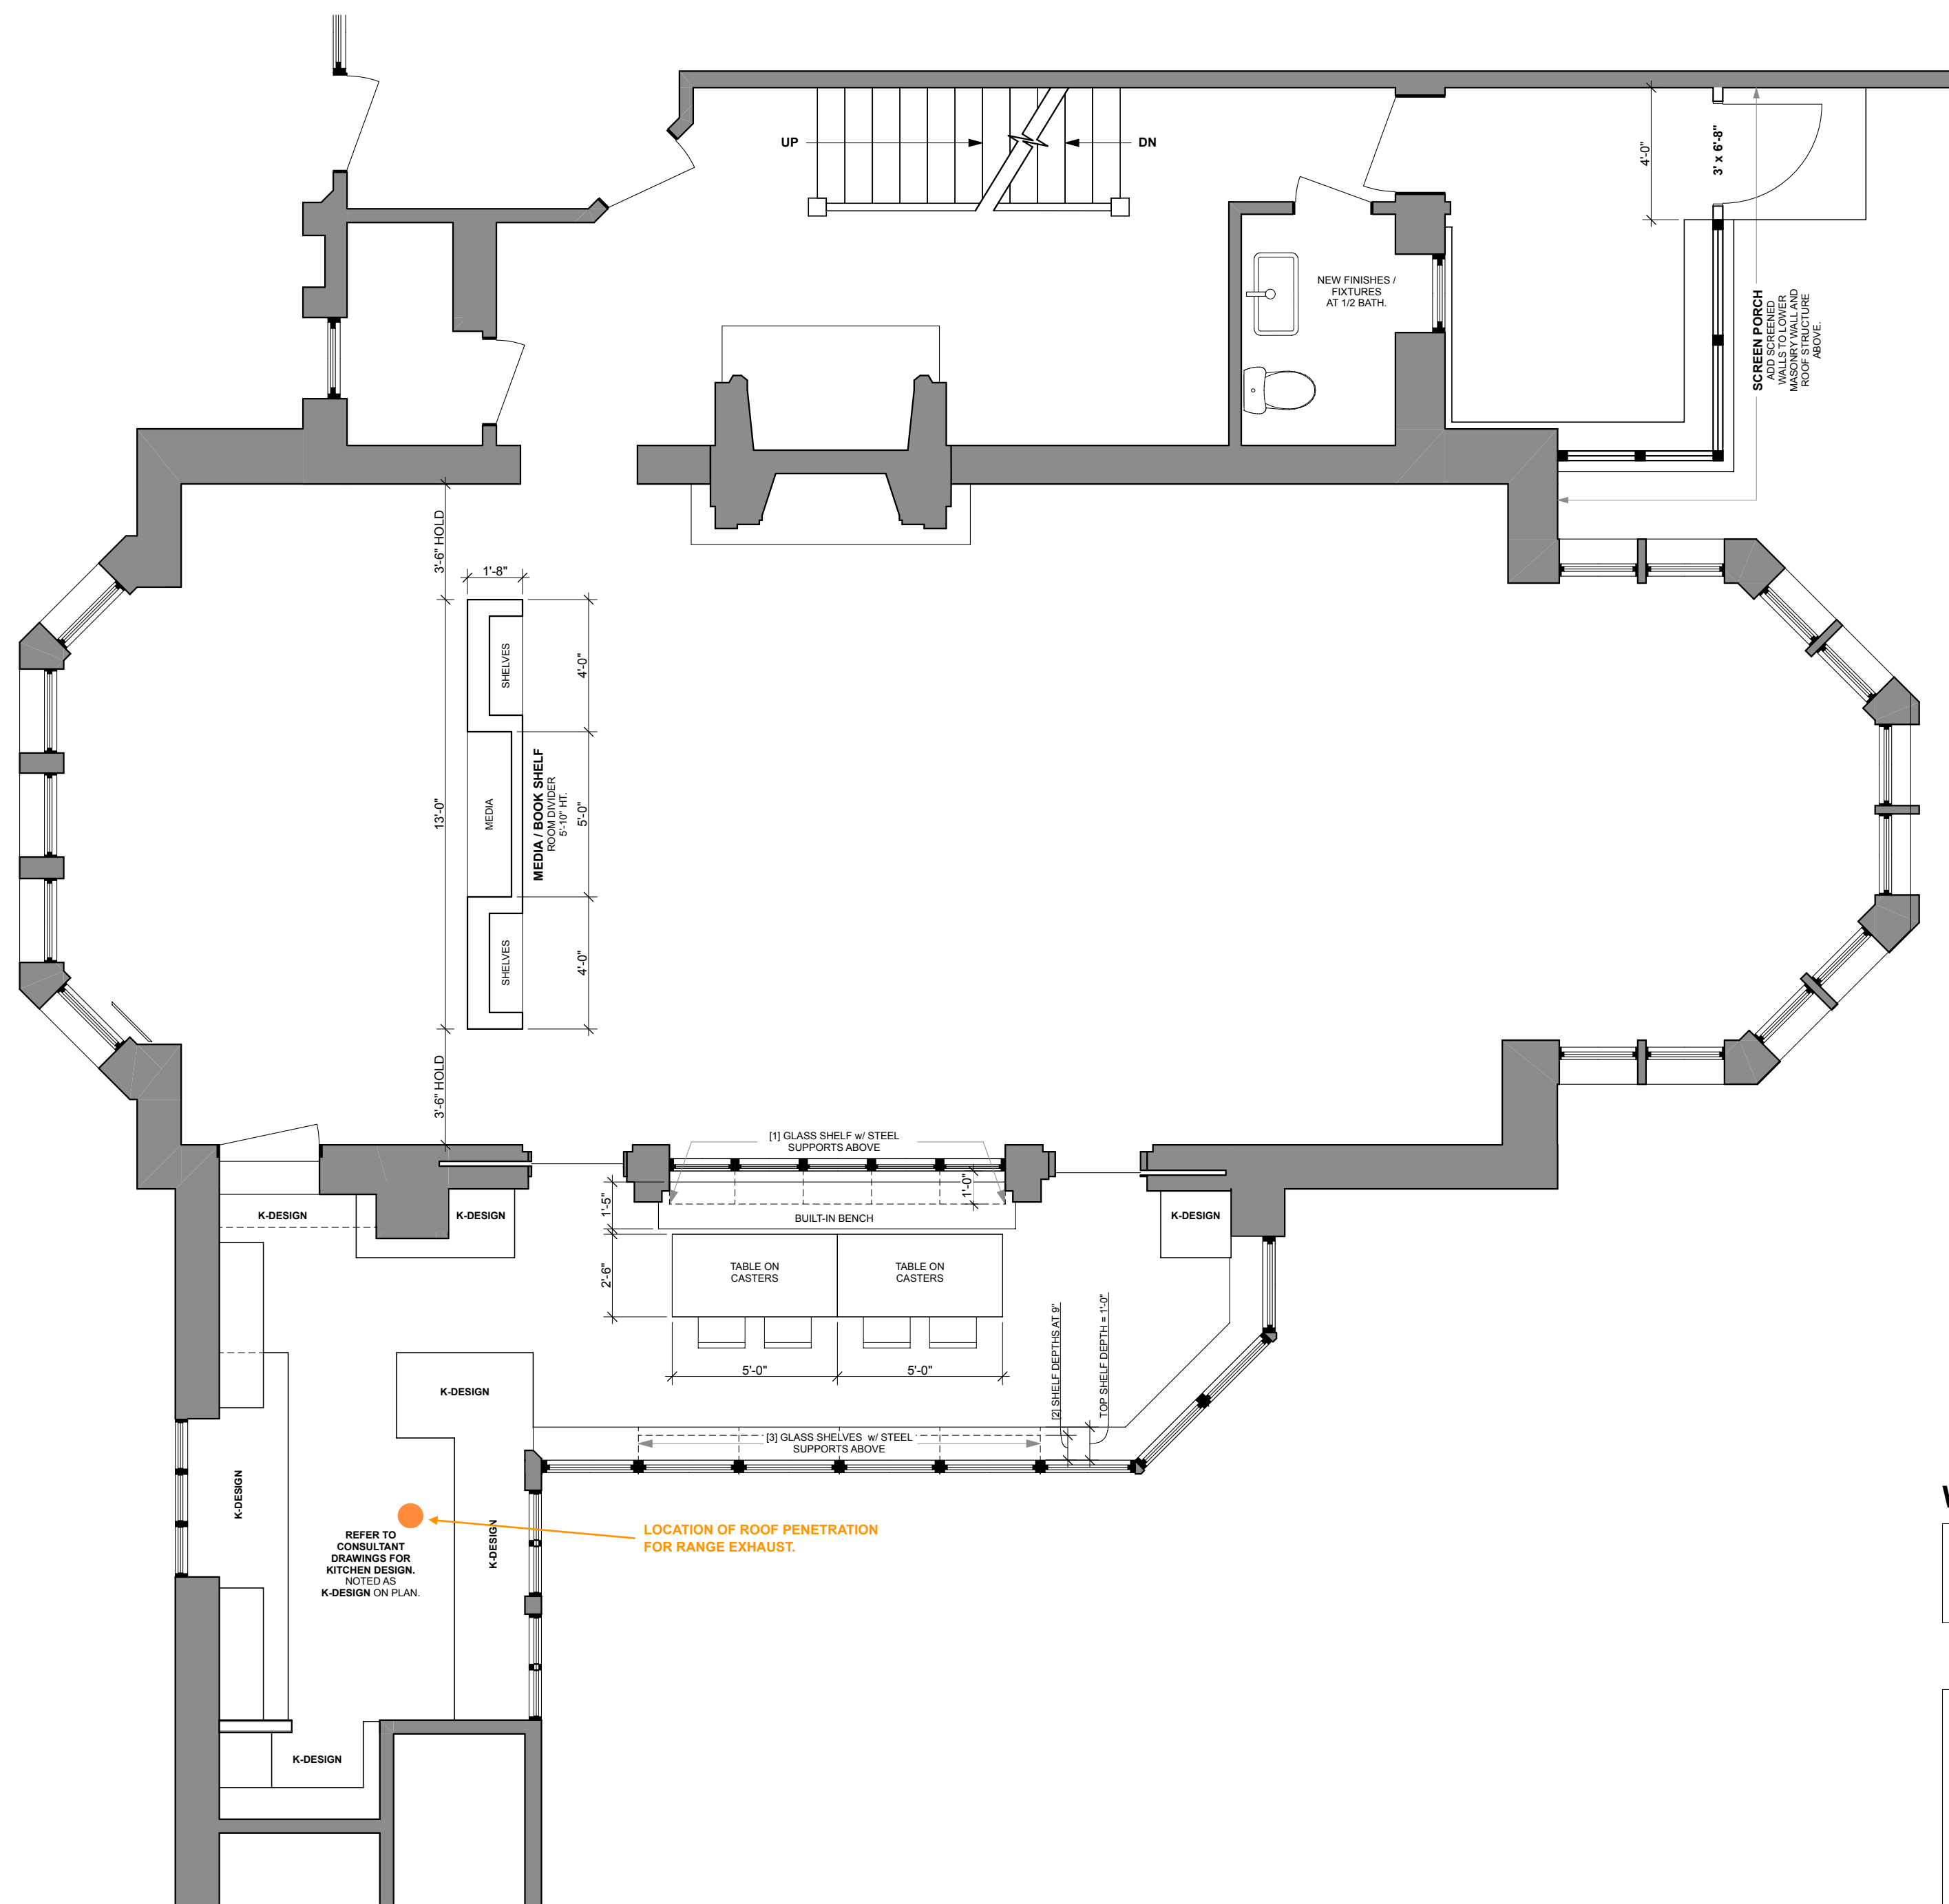 UP
DN
4'-0"
3' x 6'-8"
NEW FINISHES /
FIXTURES
AT 1/2 BATH.
SCREEN PORCH
ADD SCREENED
WALLS TO LOWER
MASONRY WALL AND
ROOF STRUCTURE
ABOVE.
3'-6" HOLD
1'-8"
SHELVES
4'-0"
13'-0"
MEDIA
MEDIA / BOOK SHELF
ROOM DIVIDER
5'-10" HT.
5'-0"
SHELVES
4'-0"
3'-6" HOLD
[1] GLASS SHELF w/ STEEL
SUPPORTS ABOVE
1'-0"
1'-5"
K-DESIGN
K-DESIGN
BUILT-IN BENCH
K-DESIGN
2'-6"
TABLE ON
CASTERS
TABLE ON
CASTERS
5'-0"
5'-0"
[2] SHELF DEPTHS AT 9"
TOP SHELF DEPTH = 1'-0"
K-DESIGN
[3] GLASS SHELVES w/ STEEL
SUPPORTS ABOVE
K-DESIGN
K-DESIGN
REFER TO
CONSULTANT
DRAWINGS FOR
KITCHEN DESIGN.
NOTED AS
K-DESIGN ON PLAN.
LOCATION OF ROOF PENETRATION
FOR RANGE EXHAUST.
K-DESIGN